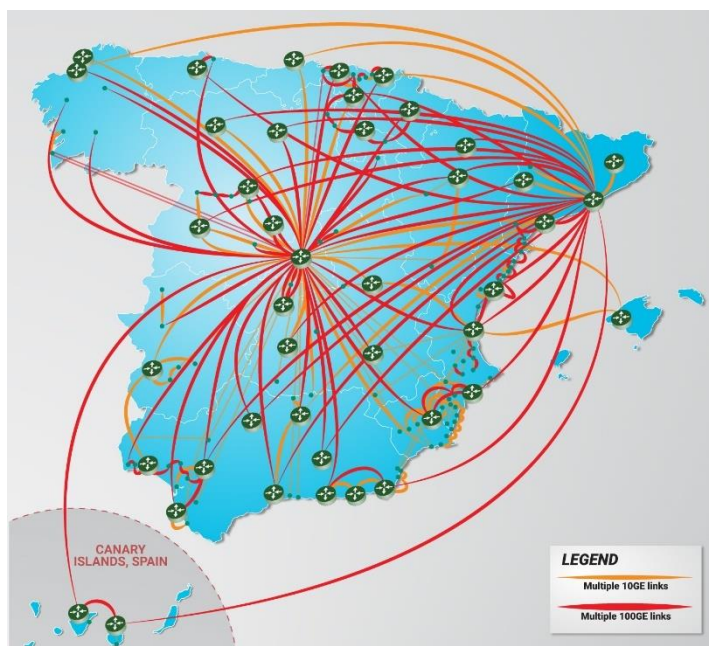 CANARY
ISLANDS, SPAIN
LEGEND
Multiple 10GE links
Multiple 100GE links